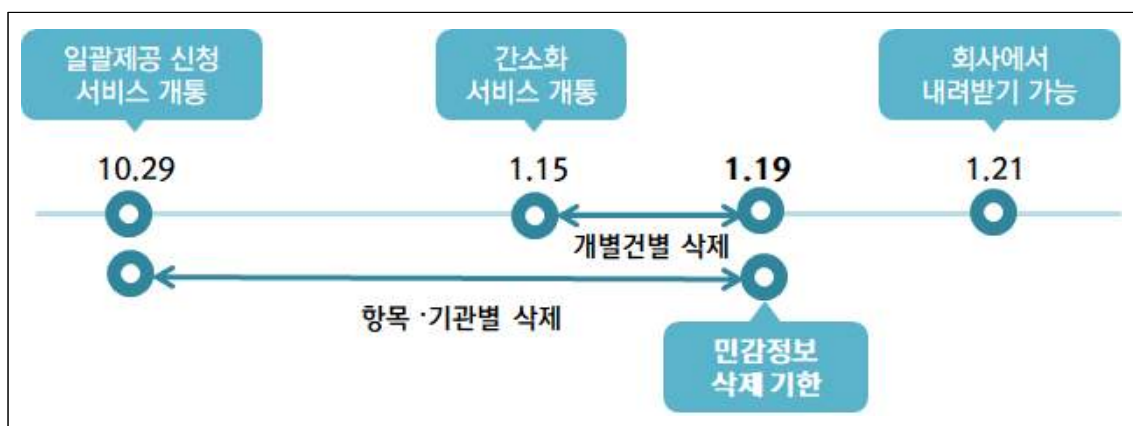 일괄제공 신청
서비스 개통
간소화
서비스 개통
회사에서
내려받기 가능
10.29
1.15
1.19
1.21
개별건별 삭제
항목 ·기관별 삭제
민감정보
삭제 기한